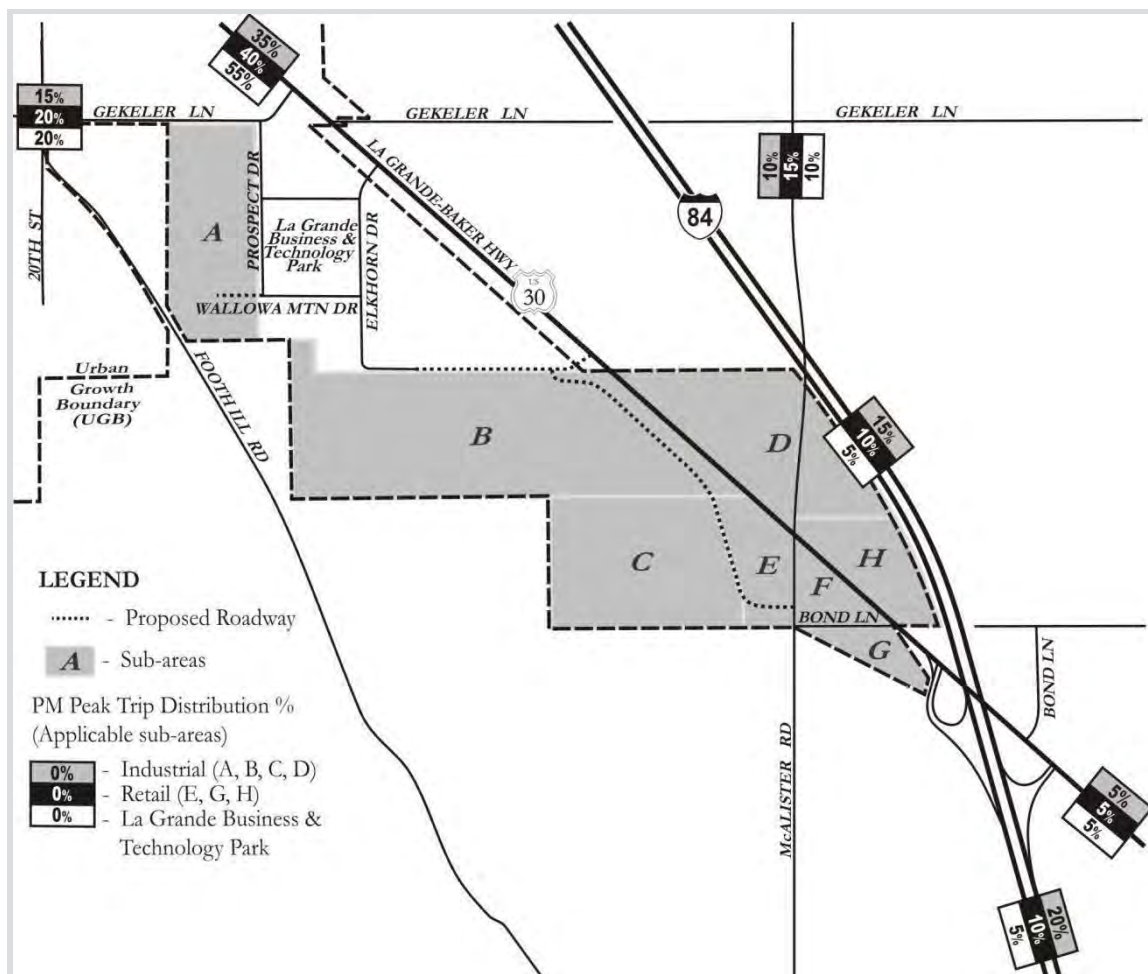 35%
40%
55%
15%
20%
20%
GEKELER LN
GEKELER LN
GEKELER LN
10%
15%
10%
20TH ST
A
PROSPECT DR
La Grande
Business &
Technology
Park
ELKHORN DR
LA GRANDE-BAKER HWY
84
US
30
WALLOWA MTN DR
Urban
Growth
Boundary
(UGB)
FOOTHILL RD
B
D
15%
10%
5%
C
E
F
H
BOND LN
G
BOND LN
McALISTER RD
LEGEND
- Proposed Roadway
A - Sub-areas
PM Peak Trip Distribution %
(Applicable sub-areas)
0% - Industrial (A, B, C, D)
0% - Retail (E, G, H)
0% - La Grande Business &
Technology Park
5%
5%
5%
5%
10%
20%